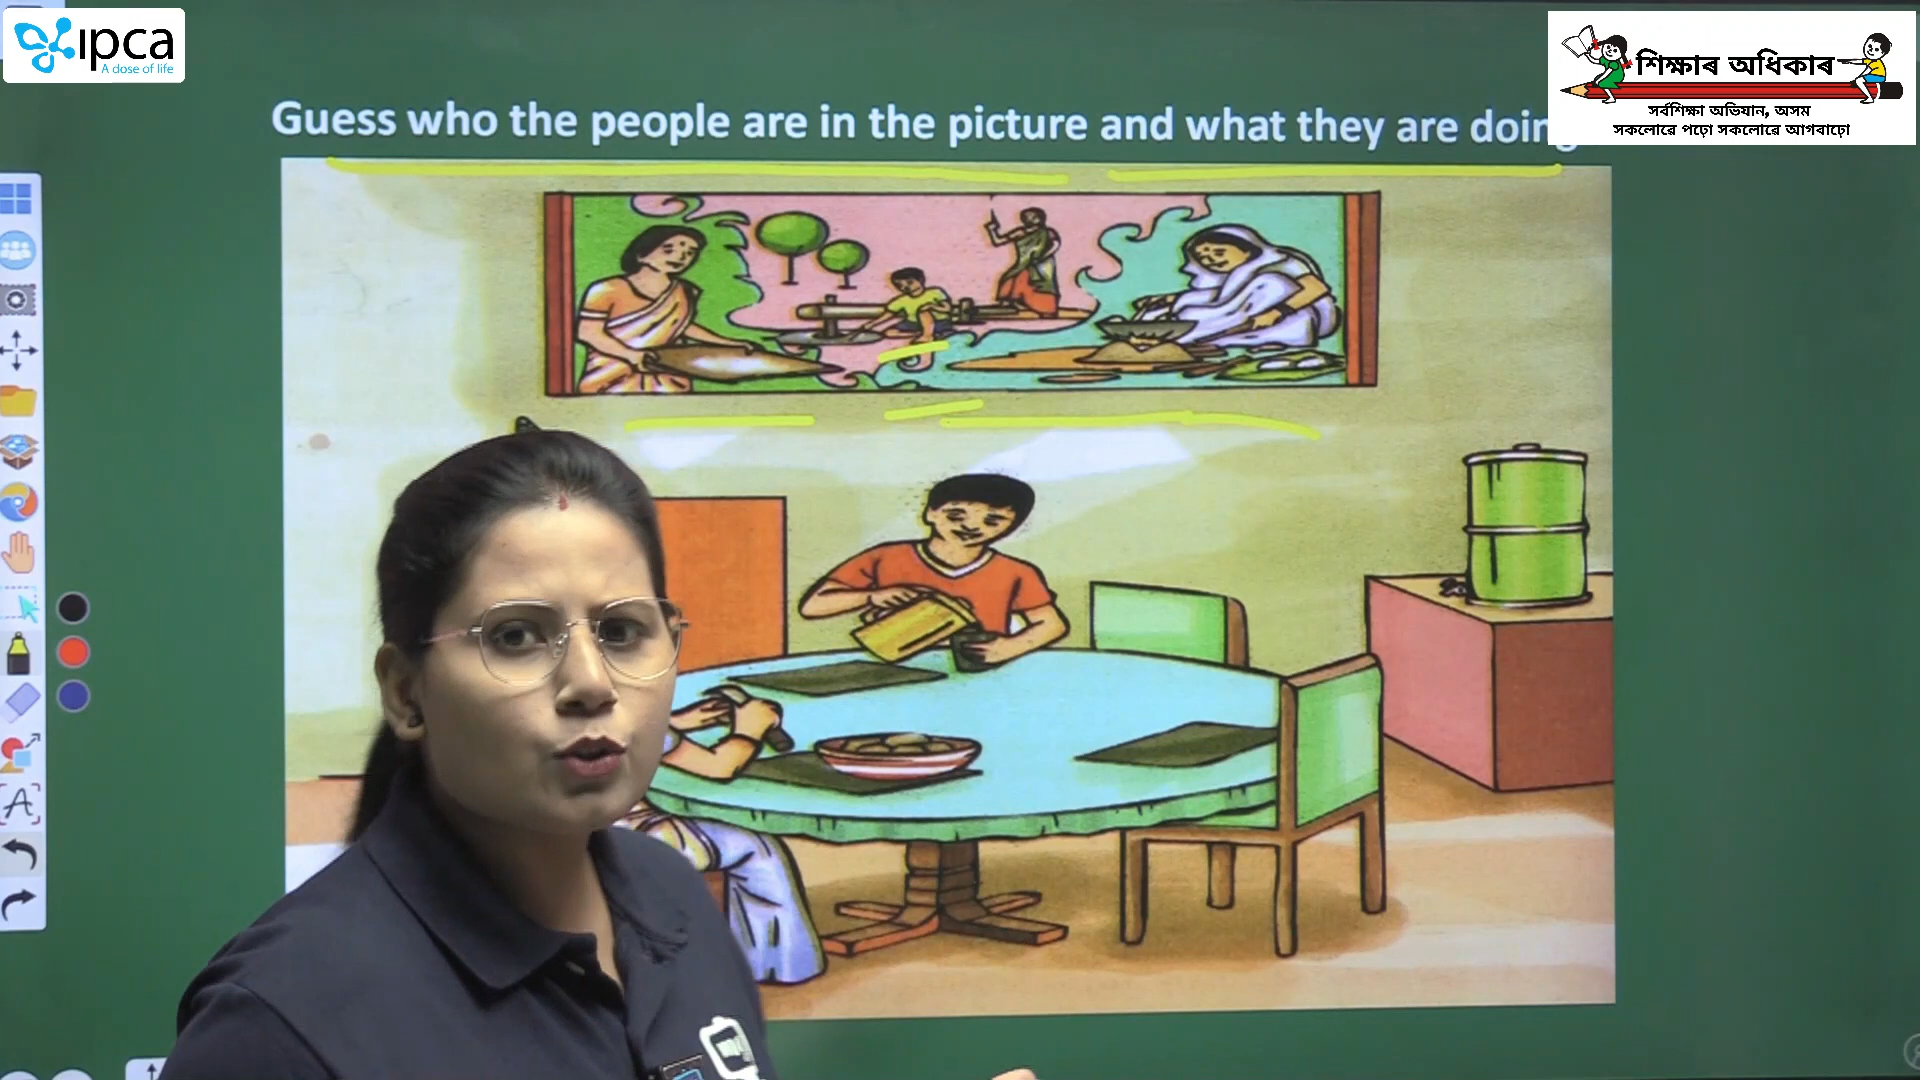 ipca
A dose of life
শিক্ষাৰ অধিকাৰ
সৰ্বশিক্ষা অভিযান, অসম
সকলোৱে পঢ়ো সকলোৱে আগবাঢ়ো
Guess who the people are in the picture and what they are doing
A